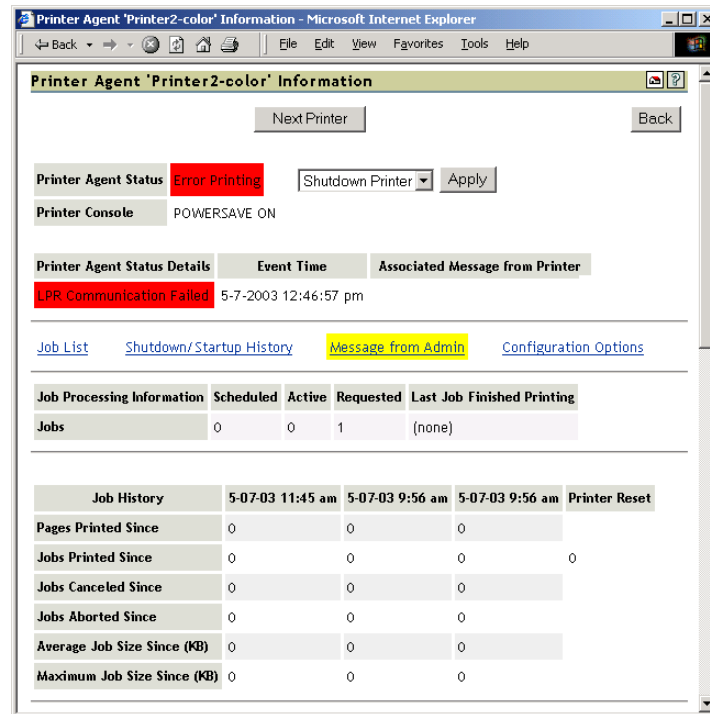 Printer Agent 'Printer2-color' Information - Microsoft Internet Explorer
Back File Edit View Favorites Tools Help
Printer Agent 'Printer2-color' Information
Next Printer Back
Printer Agent Status Error Printing Shutdown Printer Apply
Printer Console POWERSAVE ON
Printer Agent Status Details Event Time Associated Message from Printer
LPR Communication Failed 5-7-2003 12:46:57 pm
Job List Shutdown/Startup History Message from Admin Configuration Options
Job Processing Information Scheduled Active Requested Last Job Finished Printing
Jobs 0 0 1 (none)
Job History 5-07-03 11:45 am 5-07-03 9:56 am 5-07-03 9:56 am Printer Reset
Pages Printed Since 0 0 0
Jobs Printed Since 0 0 0 0
Jobs Canceled Since 0 0 0
Jobs Aborted Since 0 0 0
Average Job Size Since (KB) 0 0 0
Maximum Job Size Since (KB) 0 0 0